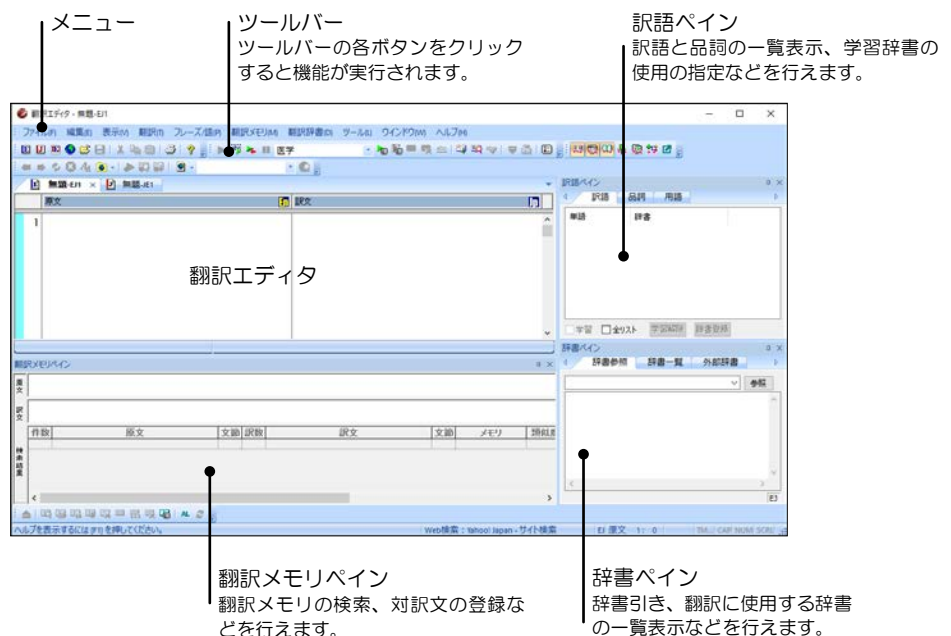 メニュー
ツールバー
ツールバーの各ボタンをクリック
すると機能が実行されます。
訳語ペイン
訳語と品詞の一覧表示、学習辞書の
使用の指定などを行えます。
翻訳エディタ - 無題-EJ1
ファイル(F) 編集(E) 表示(V) 翻訳(T) フレーズ/語(P) 翻訳メモリ(M) 翻訳辞書(D) ツール(L) ウインドウ(W) ヘルプ(H)
医学
無題-EJ1 無題-JE1
原文 訳文
1
翻訳エディタ
訳語ペイン
訳語 品詞 用語
単語 辞書
学習 全リスト 学習解除 辞書登録
翻訳メモリペイン
原文
訳文
件数 原文 文節 訳数 訳文 文節 メモリ 類似度
検索結果
辞書ペイン
辞書参照 辞書一覧 外部辞書
参照
EJ
AL
ヘルプを表示するには [F1] を押してください。
Web検索 : Yahoo! Japan - サイト検索 EJ 原文 1: 0 CAP NUM SCRL
翻訳メモリペイン
翻訳メモリの検索、対訳文の登録な
どを行えます。
辞書ペイン
辞書引き、翻訳に使用する辞書
の一覧表示などを行えます。